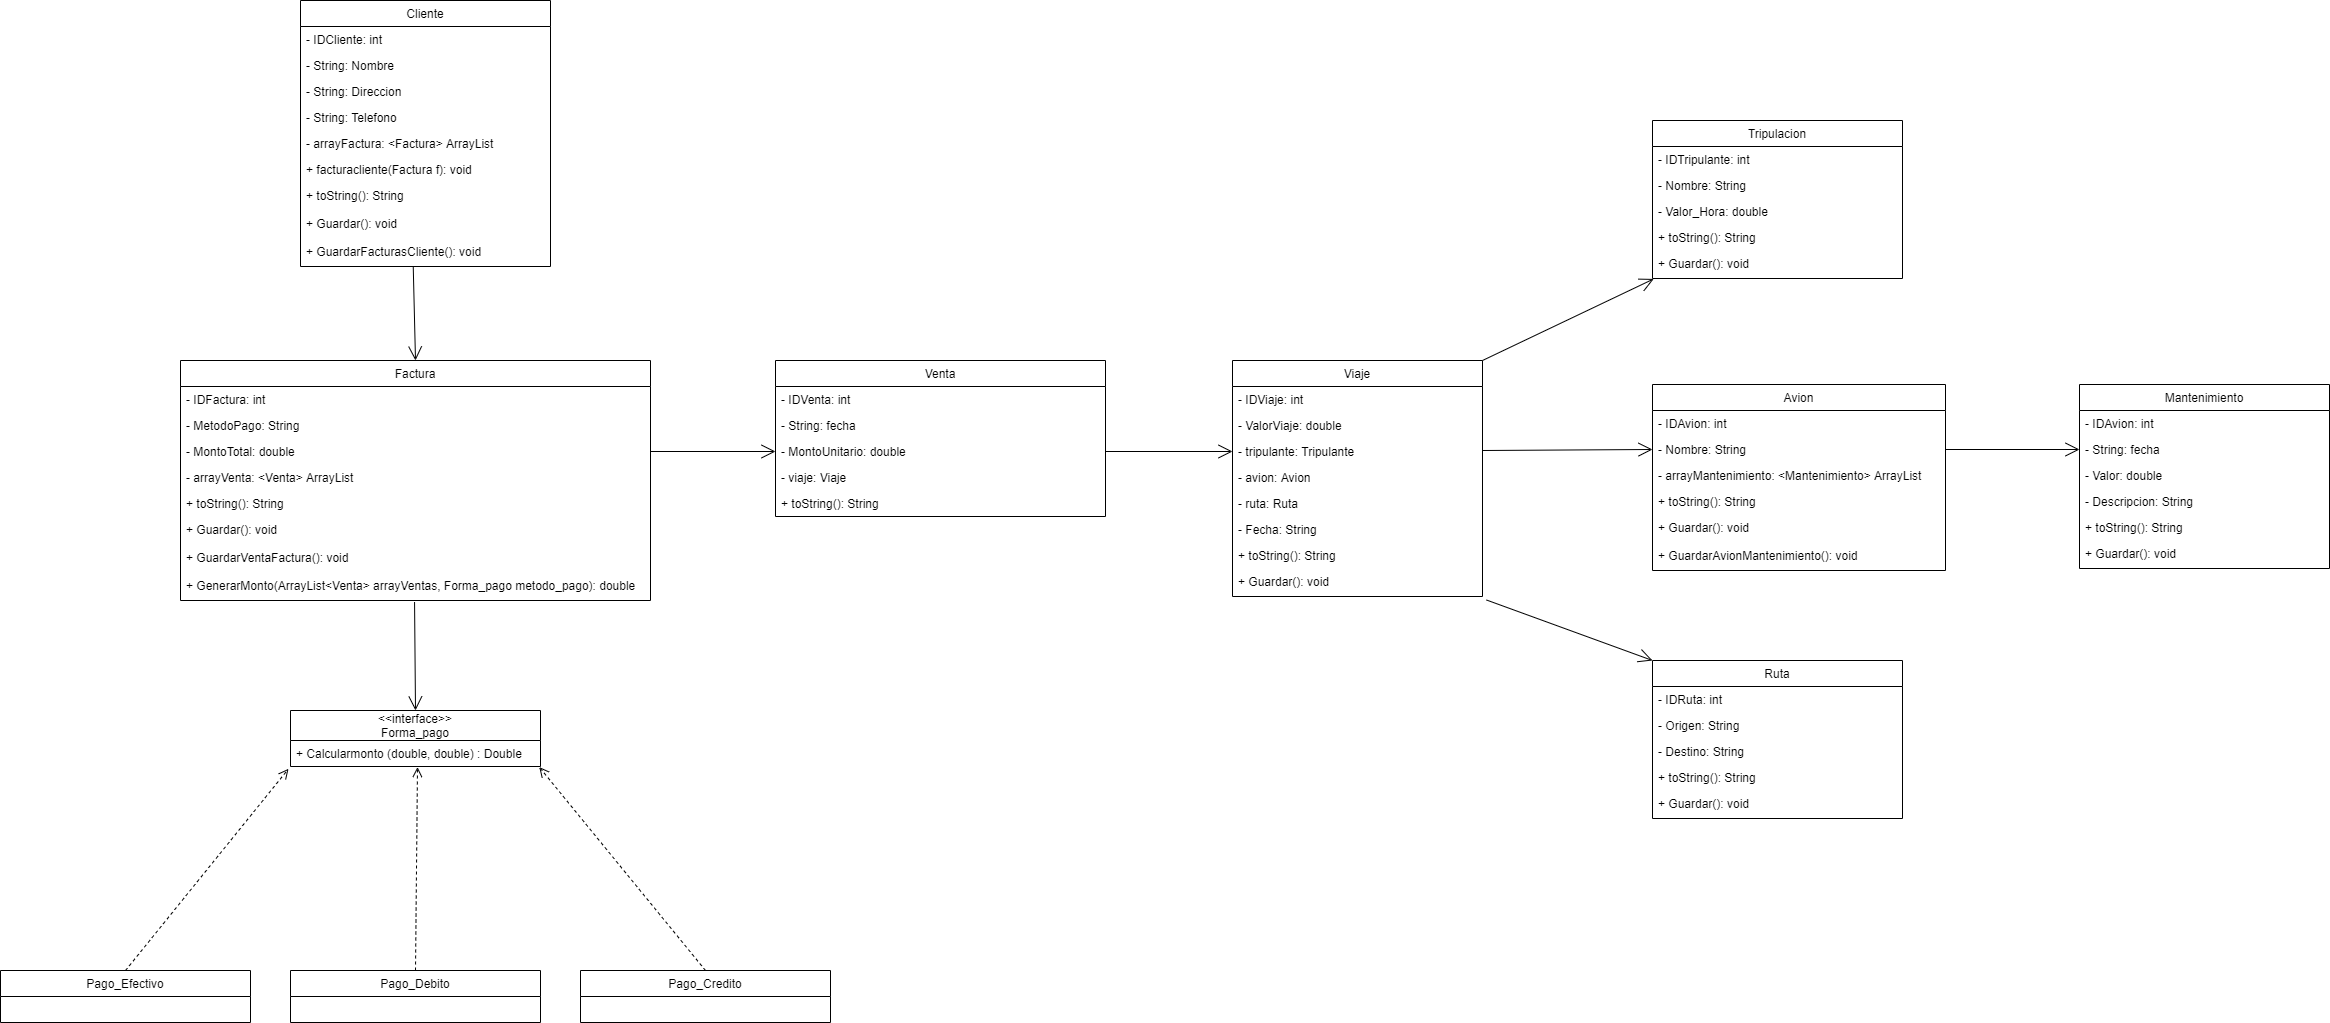 Cliente
- IDCliente: int
- String: Nombre
- String: Direccion
- String: Telefono
- arrayFactura: <Factura> ArrayList
+ facturacliente(Factura f): void
+ toString(): String
+ Guardar(): void
+ GuardarFacturasCliente(): void
Tripulacion
- IDTripulante: int
- Nombre: String
- Valor_Hora: double
+ toString(): String
+ Guardar(): void
Factura
- IDFactura: int
- MetodoPago: String
- MontoTotal: double
- arrayVenta: <Venta> ArrayList
+ toString(): String
+ Guardar(): void
+ GuardarVentaFactura(): void
+ GenerarMonto(ArrayList<Venta> arrayVentas, Forma_pago metodo_pago): double
Venta
- IDVenta: int
- String: fecha
- MontoUnitario: double
- viaje: Viaje
+ toString(): String
Viaje
- IDViaje: int
- ValorViaje: double
- tripulante: Tripulante
- avion: Avion
- ruta: Ruta
- Fecha: String
+ toString(): String
+ Guardar(): void
Avion
- IDAvion: int
- Nombre: String
- arrayMantenimiento: <Mantenimiento> ArrayList
+ toString(): String
+ Guardar(): void
+ GuardarAvionMantenimiento(): void
Mantenimiento
- IDAvion: int
- String: fecha
- Valor: double
- Descripcion: String
+ toString(): String
+ Guardar(): void
Ruta
- IDRuta: int
- Origen: String
- Destino: String
+ toString(): String
+ Guardar(): void
<<interface>>
Forma_pago
+ Calcularmonto (double, double) : Double
Pago_Efectivo
Pago_Debito
Pago_Credito